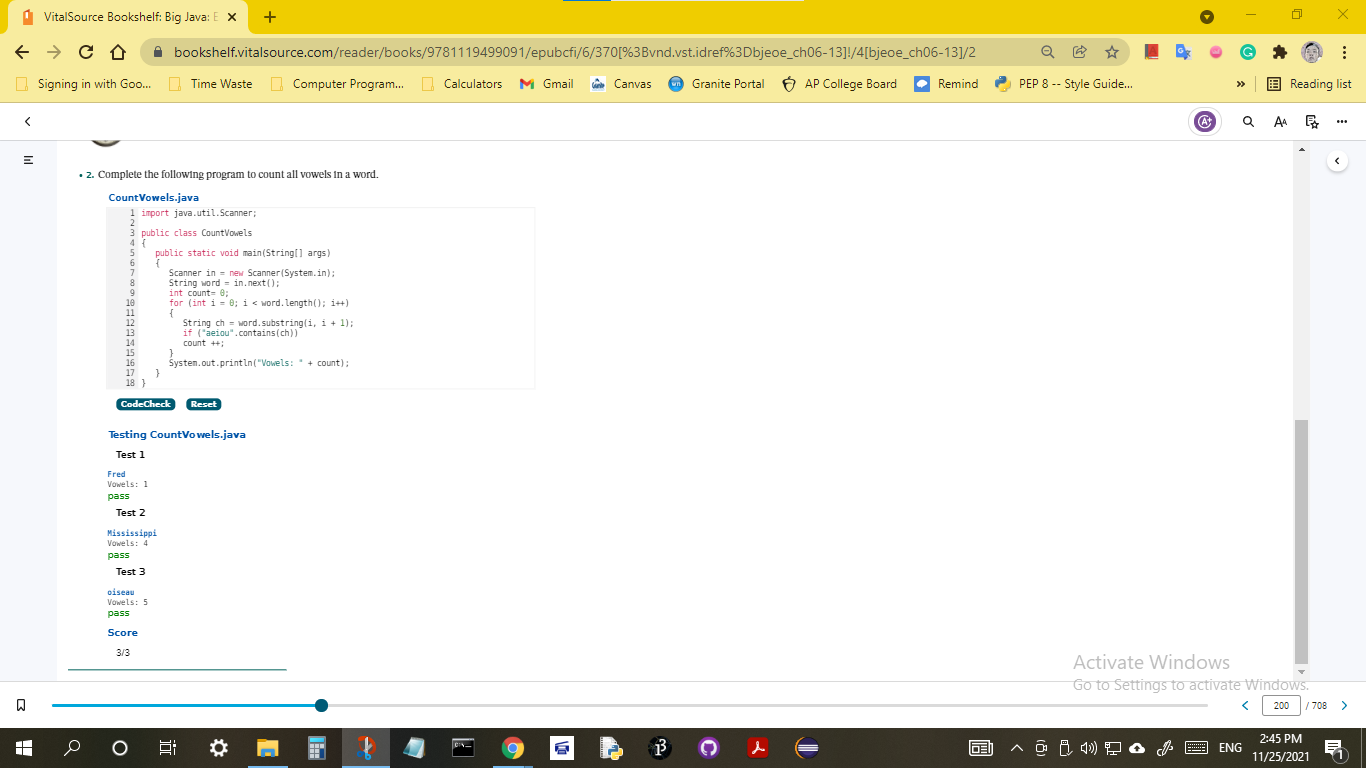 VitalSource Bookshelf: Big Java: E
bookshelf.vitalsource.com/reader/books/9781119499091/epubcfi/6/370[%3Bvnd.vst.idref%3Dbjeoe_ch06-13]!/4[bjeoe_ch06-13]/2
Signing in with Goo... Time Waste Computer Program... Calculators Gmail Canvas Granite Portal AP College Board Remind PEP 8 -- Style Guide... » Reading list
A+ AA
• 2. Complete the following program to count all vowels in a word.
CountVowels.java
1 import java.util.Scanner;
2
3 public class CountVowels
4 {
5 public static void main(String[] args)
6 {
7 Scanner in = new Scanner(System.in);
8 String word = in.next();
9 int count= 0;
10 for (int i = 0; i < word.length(); i++)
11 {
12 String ch = word.substring(i, i + 1);
13 if ("aeiou".contains(ch))
14 count ++;
15 }
16 System.out.println("Vowels: " + count);
17 }
18 }
CodeCheck Reset
Testing CountVowels.java
Test 1
Fred
Vowels: 1
pass
Test 2
Mississippi
Vowels: 4
pass
Test 3
oiseau
Vowels: 5
pass
Score
3/3
Activate Windows
Go to Settings to activate Windows.
200 / 708
ENG
2:45 PM
11/25/2021
1